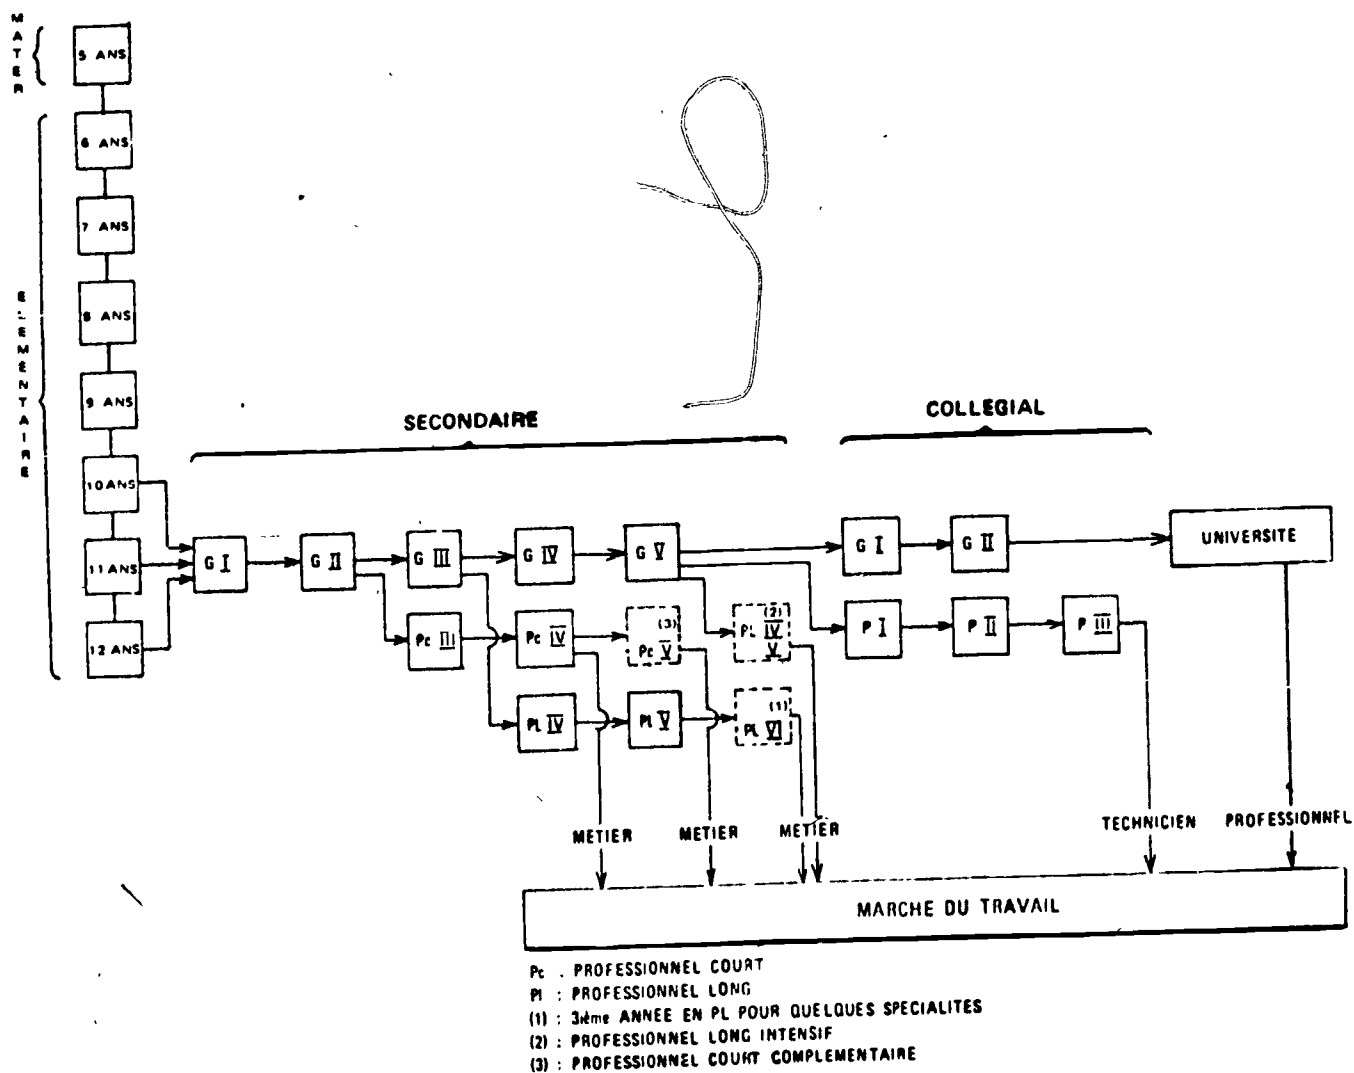 MATER
5 ANS
6 ANS
7 ANS
8 ANS
9 ANS
10 ANS
11 ANS
12 ANS
ELEMENTAIRE
SECONDAIRE
COLLEGIAL
G I
G II
G III
G IV
G V
G I
G II
UNIVERSITE
Pc III
Pc IV
(3)
Pc V
(2)
PL IV
V
P I
P II
P III
PL IV
PL V
(1)
PL VI
METIER
METIER
METIER
TECHNICIEN
PROFESSIONNEL
MARCHE DU TRAVAIL
Pc : PROFESSIONNEL COURT
Pl : PROFESSIONNEL LONG
(1) : 3ième ANNEE EN PL POUR QUELQUES SPECIALITES
(2) : PROFESSIONNEL LONG INTENSIF
(3) : PROFESSIONNEL COURT COMPLEMENTAIRE